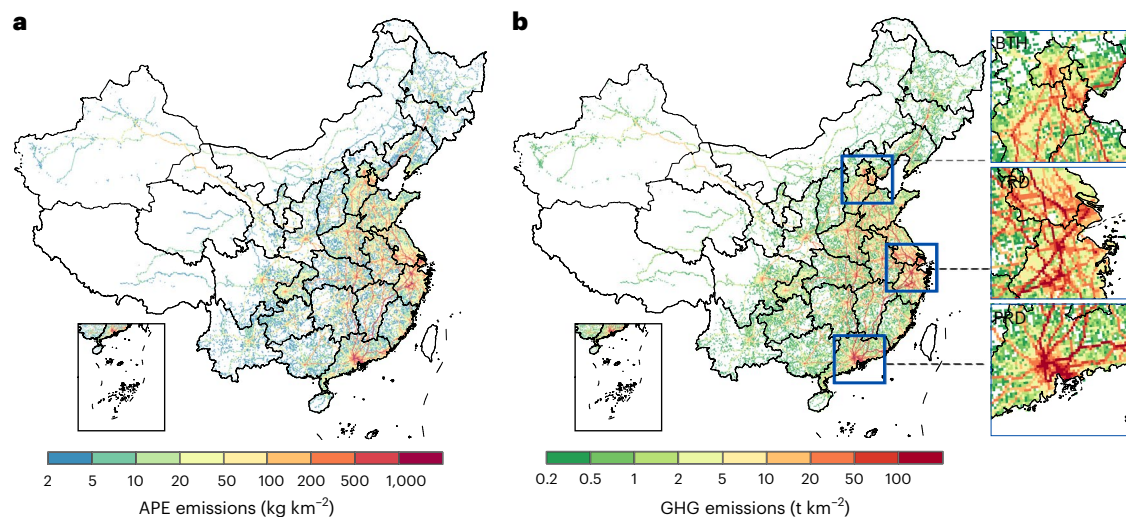 a
b
BTH
YRD
PRD
2 5 10 20 50 100 200 500 1,000
APE emissions (kg km⁻²)
0.2 0.5 1 2 5 10 20 50 100
GHG emissions (t km⁻²)